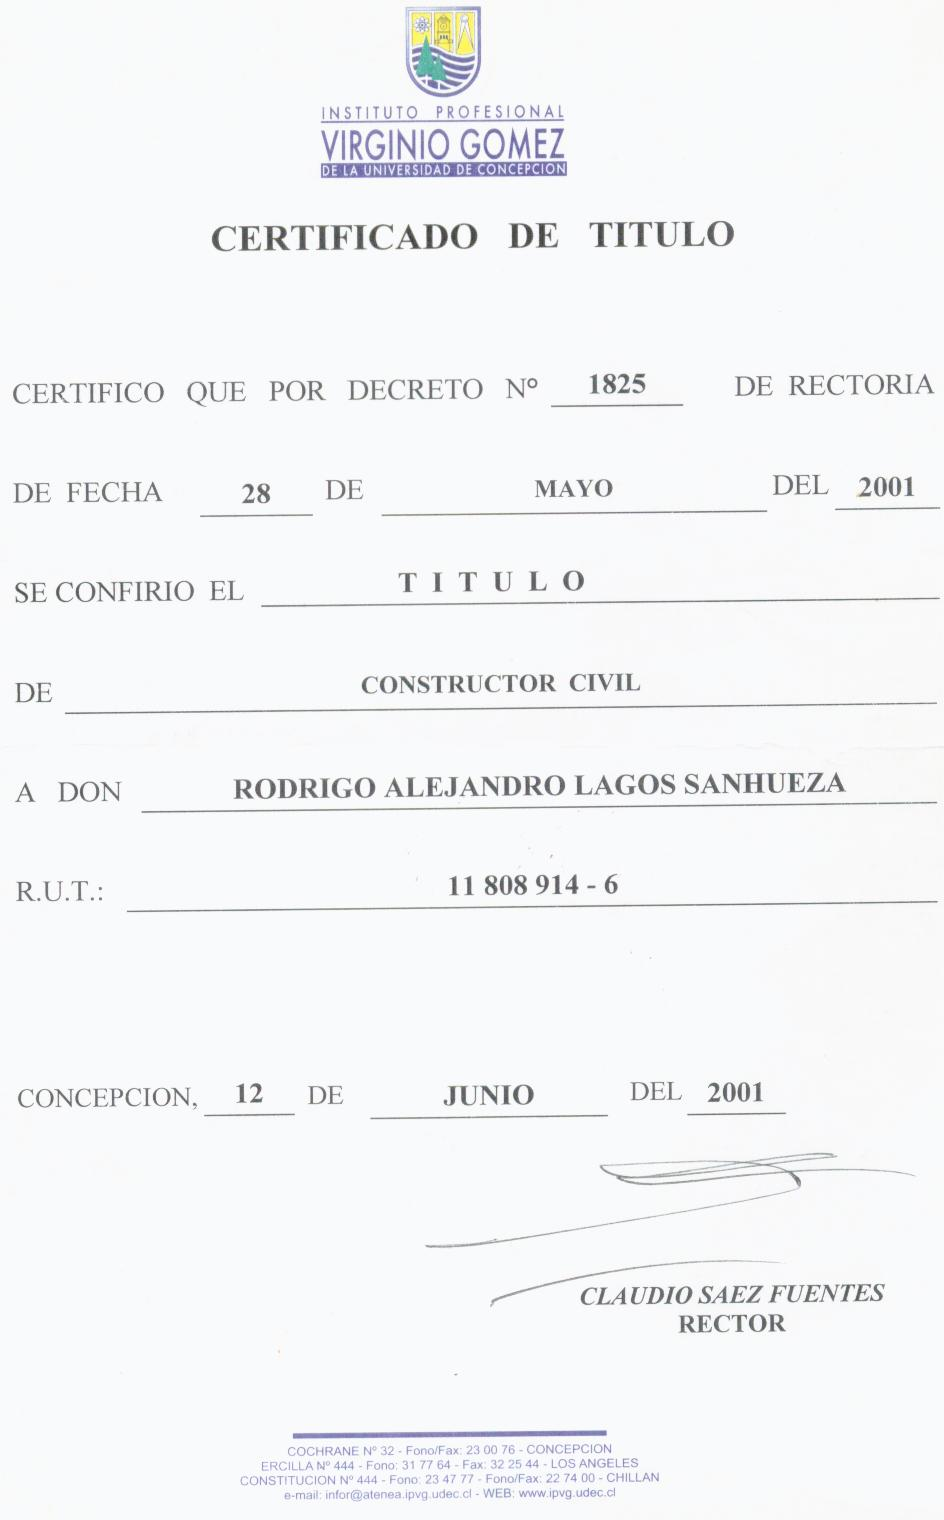 INSTITUTO PROFESIONAL
VIRGINIO GOMEZ
DE LA UNIVERSIDAD DE CONCEPCION
CERTIFICADO DE TITULO
CERTIFICO QUE POR DECRETO Nº 1825 DE RECTORIA
DE FECHA 28 DE MAYO DEL 2001
SE CONFIRIO EL T I T U L O
DE CONSTRUCTOR CIVIL
A DON RODRIGO ALEJANDRO LAGOS SANHUEZA
R.U.T.: 11 808 914 - 6
CONCEPCION, 12 DE JUNIO DEL 2001
CLAUDIO SAEZ FUENTES
RECTOR
COCHRANE Nº 32 - Fono/Fax: 23 00 76 - CONCEPCION
ERCILLA Nº 444 - Fono: 31 77 64 - Fax: 32 25 44 - LOS ANGELES
CONSTITUCION Nº 444 - Fono: 23 47 77 - Fono/Fax: 22 74 00 - CHILLAN
e-mail: infor@atenea.ipvg.udec.cl - WEB: www.ipvg.udec.cl